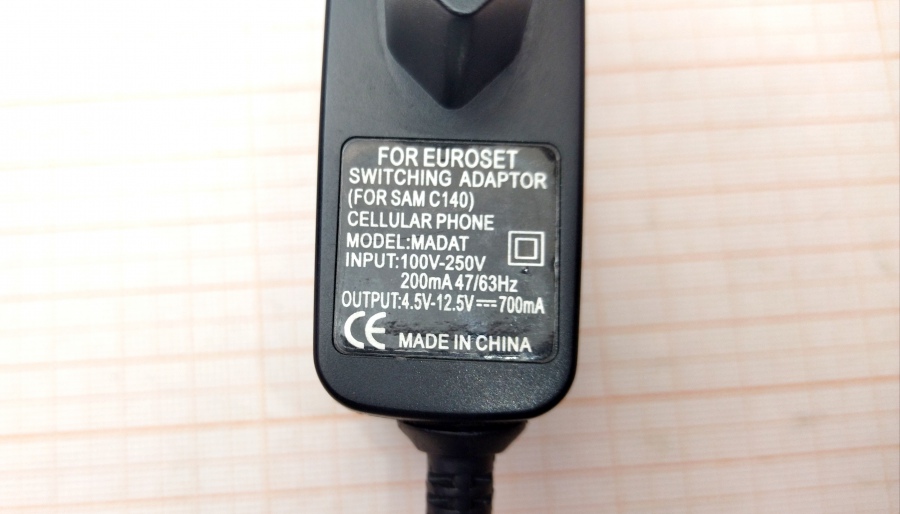 FOR EUROSET
SWITCHING ADAPTOR
(FOR SAM C140)
CELLULAR PHONE
MODEL:MADAT
INPUT:100V-250V
200mA 47/63Hz
OUTPUT:4.5V-12.5V⎓700mA
CE MADE IN CHINA